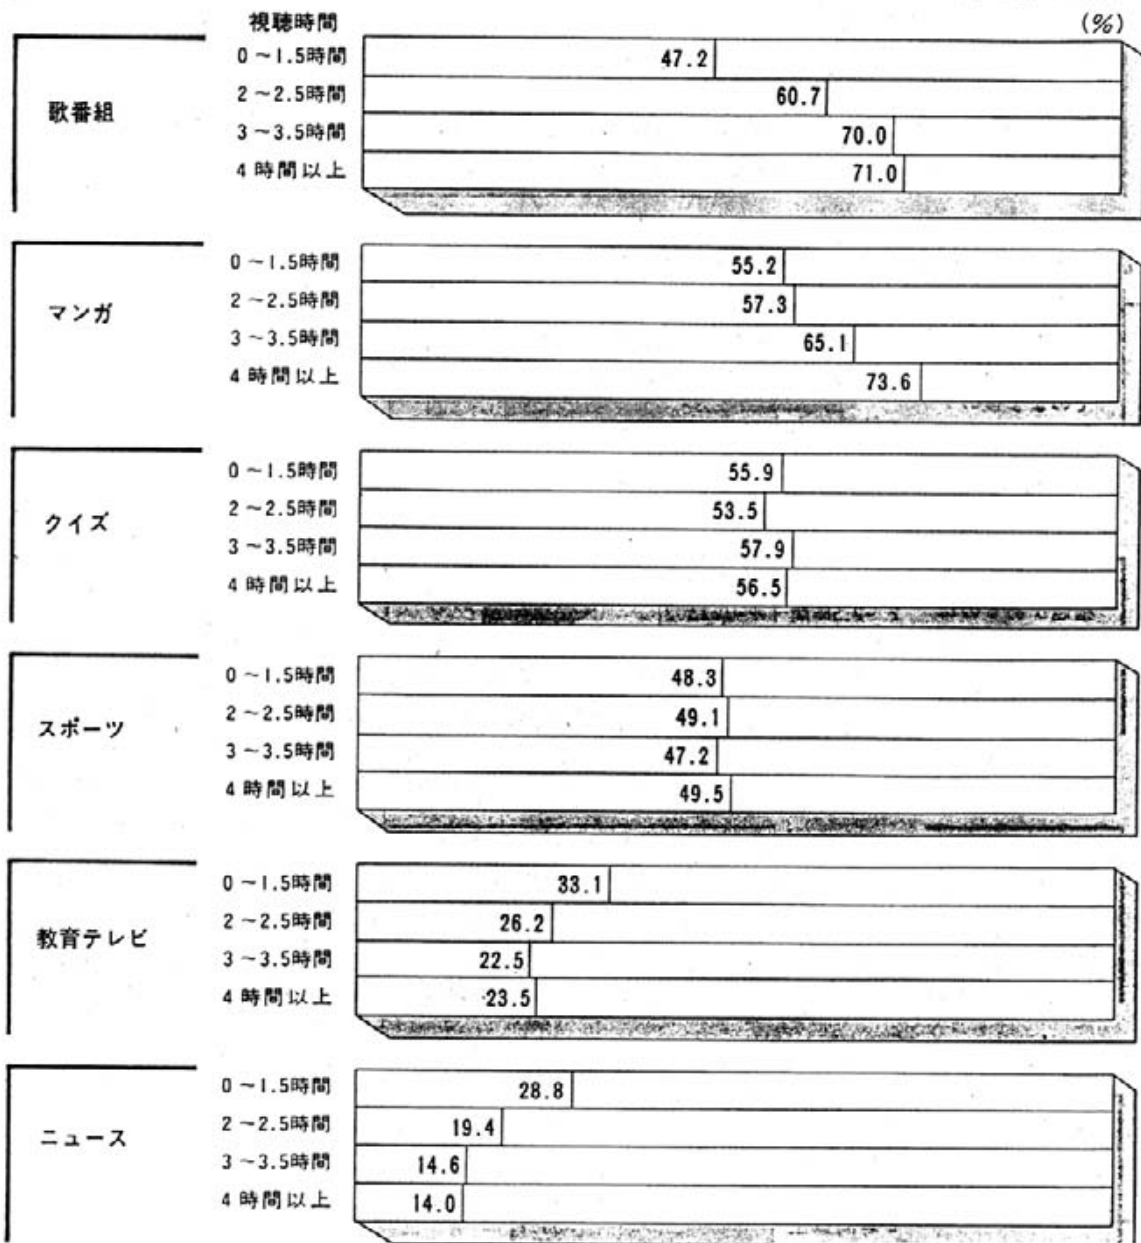 視聴時間 (%)
歌番組
0～1.5時間 47.2
2～2.5時間 60.7
3～3.5時間 70.0
4時間以上 71.0
マンガ
0～1.5時間 55.2
2～2.5時間 57.3
3～3.5時間 65.1
4時間以上 73.6
クイズ
0～1.5時間 55.9
2～2.5時間 53.5
3～3.5時間 57.9
4時間以上 56.5
スポーツ
0～1.5時間 48.3
2～2.5時間 49.1
3～3.5時間 47.2
4時間以上 49.5
教育テレビ
0～1.5時間 33.1
2～2.5時間 26.2
3～3.5時間 22.5
4時間以上 23.5
ニュース
0～1.5時間 28.8
2～2.5時間 19.4
3～3.5時間 14.6
4時間以上 14.0